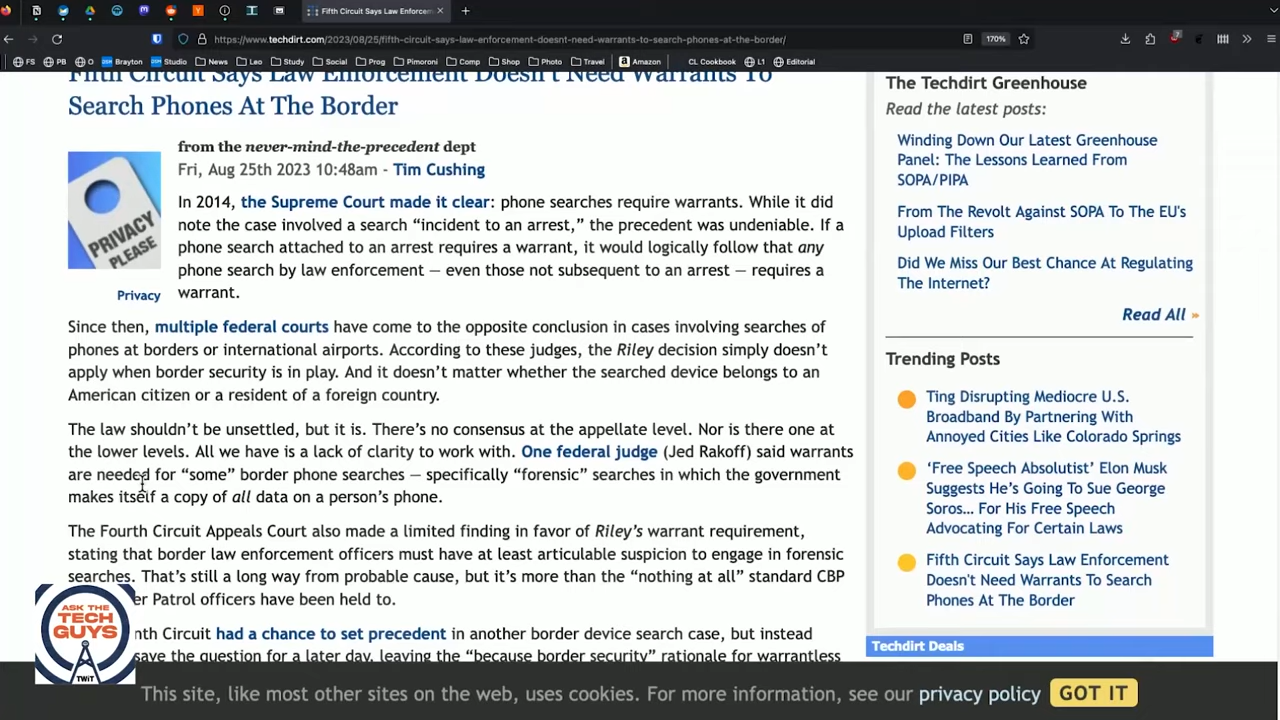 Fifth Circuit Says Law Enforcemen
https://www.techdirt.com/2023/08/25/fifth-circuit-says-law-enforcement-doesnt-need-warrants-to-search-phones-at-the-border/
170%
FS
PB
O
Brayton
Studio
News
Leo
Study
Social
Prog
Pimoroni
Comp
Shop
Photo
Travel
Amazon
CL Cookbook
L1
Editorial
Fifth Circuit Says Law Enforcement Doesn't Need Warrants To
Search Phones At The Border
from the never-mind-the-precedent dept
Fri, Aug 25th 2023 10:48am - Tim Cushing
PRIVACY
PLEASE
Privacy
In 2014, the Supreme Court made it clear: phone searches require warrants. While it did
note the case involved a search “incident to an arrest,” the precedent was undeniable. If a
phone search attached to an arrest requires a warrant, it would logically follow that any
phone search by law enforcement — even those not subsequent to an arrest — requires a
warrant.
Since then, multiple federal courts have come to the opposite conclusion in cases involving searches of
phones at borders or international airports. According to these judges, the Riley decision simply doesn’t
apply when border security is in play. And it doesn’t matter whether the searched device belongs to an
American citizen or a resident of a foreign country.
The law shouldn’t be unsettled, but it is. There’s no consensus at the appellate level. Nor is there one at
the lower levels. All we have is a lack of clarity to work with. One federal judge (Jed Rakoff) said warrants
are needed for “some” border phone searches — specifically “forensic” searches in which the government
makes itself a copy of all data on a person’s phone.
The Fourth Circuit Appeals Court also made a limited finding in favor of Riley’s warrant requirement,
stating that border law enforcement officers must have at least articulable suspicion to engage in forensic
searches. That’s still a long way from probable cause, but it’s more than the “nothing at all” standard CBP
er Patrol officers have been held to.
nth Circuit had a chance to set precedent in another border device search case, but instead
save the question for a later day, leaving the “because border security” rationale for warrantless
The Techdirt Greenhouse
Read the latest posts:
Winding Down Our Latest Greenhouse
Panel: The Lessons Learned From
SOPA/PIPA
From The Revolt Against SOPA To The EU's
Upload Filters
Did We Miss Our Best Chance At Regulating
The Internet?
Read All »
Trending Posts
Ting Disrupting Mediocre U.S.
Broadband By Partnering With
Annoyed Cities Like Colorado Springs
‘Free Speech Absolutist’ Elon Musk
Suggests He’s Going To Sue George
Soros… For His Free Speech
Advocating For Certain Laws
Fifth Circuit Says Law Enforcement
Doesn't Need Warrants To Search
Phones At The Border
Techdirt Deals
ASK THE
TECH
GUYS
TWiT
This site, like most other sites on the web, uses cookies. For more information, see our privacy policy
GOT IT